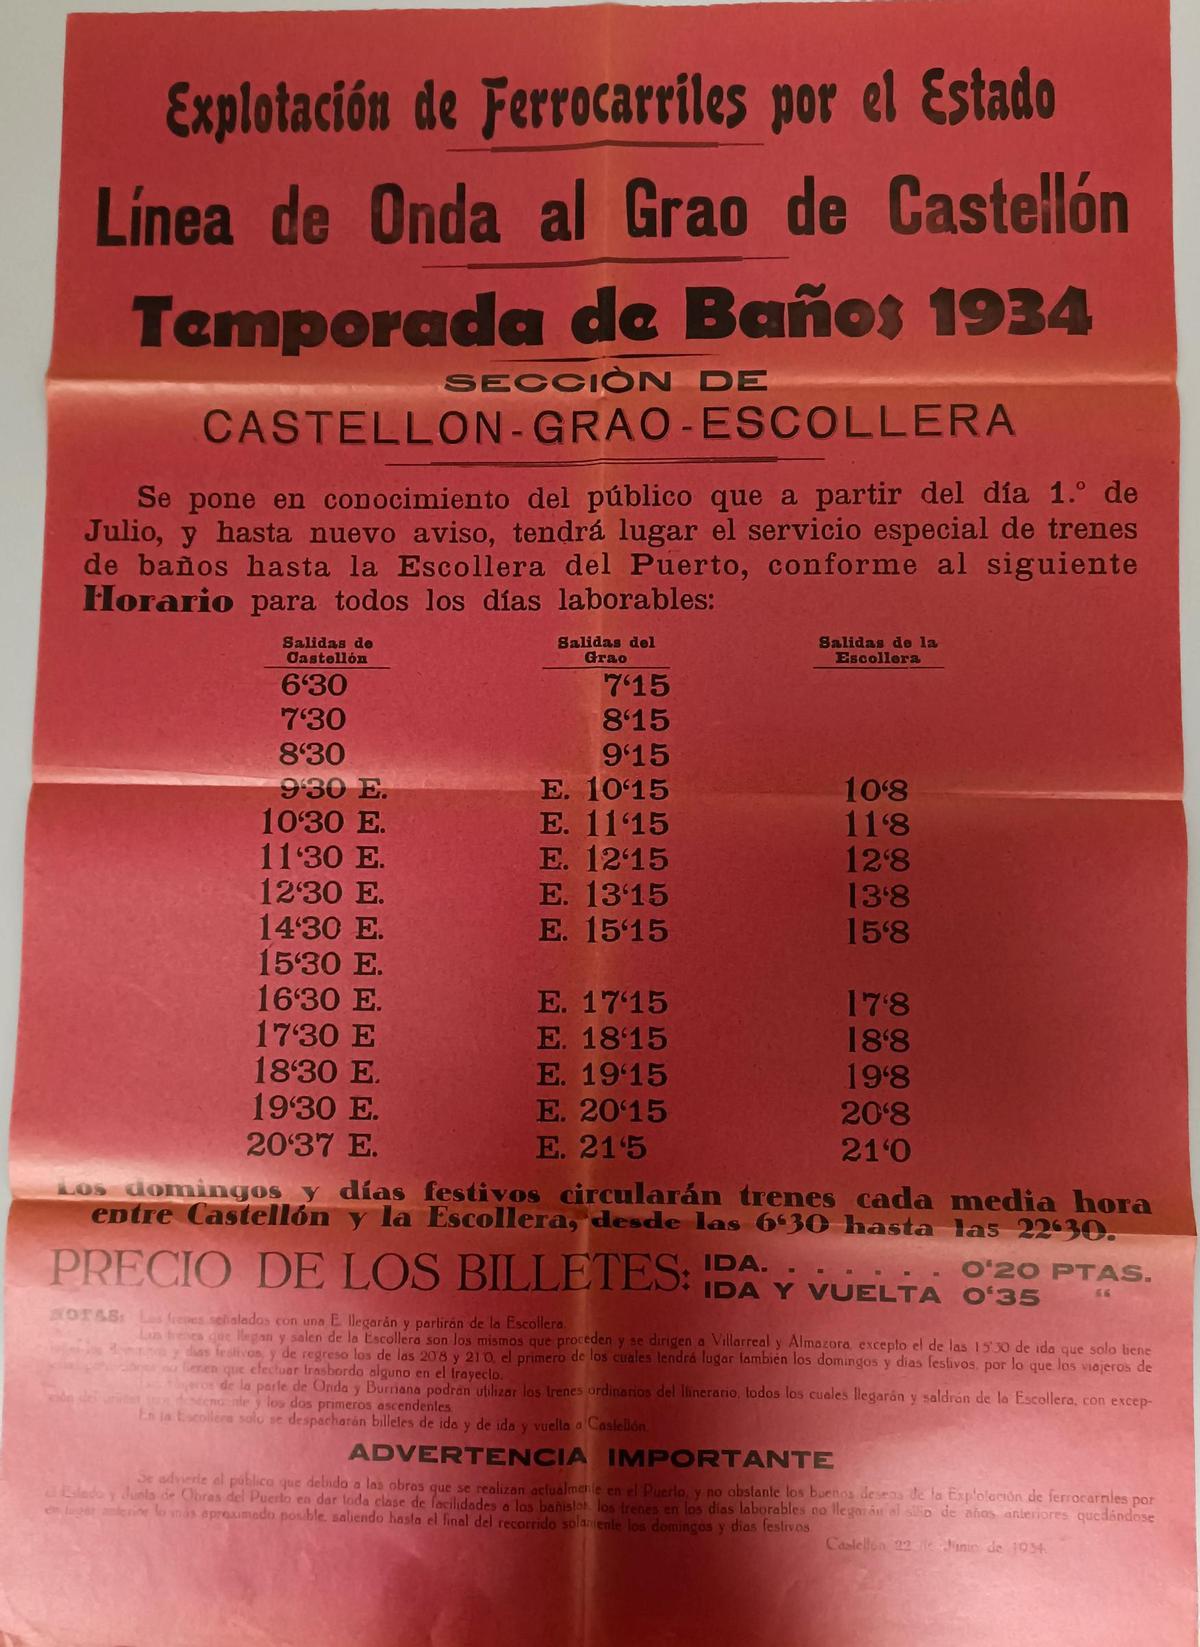 Explotación de Ferrocarriles por el Estado
Línea de Onda al Grao de Castellón
Temporada de Baños 1934
SECCIÒN DE
CASTELLON-GRAO-ESCOLLERA
Se pone en conocimiento del público que a partir del día 1.º de
Julio, y hasta nuevo aviso, tendrá lugar el servicio especial de trenes
de baños hasta la Escollera del Puerto, conforme al siguiente
Horario para todos los días laborables:
Salidas de Castellón Salidas del Grao Salidas de la Escollera
6‘30 7‘15
7‘30 8‘15
8‘30 9‘15
9‘30 E. E. 10‘15 10‘8
10‘30 E. E. 11‘15 11‘8
11‘30 E. E. 12‘15 12‘8
12‘30 E. E. 13‘15 13‘8
14‘30 E. E. 15‘15 15‘8
15‘30 E.
16‘30 E. E. 17‘15 17‘8
17‘30 E E. 18‘15 18‘8
18‘30 E. E. 19‘15 19‘8
19‘30 E. E. 20‘15 20‘8
20‘37 E. E. 21‘5 21‘0
Los domingos y días festivos circularán trenes cada media hora
entre Castellón y la Escollera, desde las 6‘30 hasta las 22‘30.
PRECIO DE LOS BILLETES: IDA. . . . . . . . 0‘20 PTAS.
IDA Y VUELTA 0‘35 “
NOTAS: Los trenes señalados con una E. llegarán y partirán de la Escollera.
Los trenes que llegan y salen de la Escollera son los mismos que proceden y se dirigen a Villarreal y Almazora, excepto el de las 15‘30 de ida que solo tiene
lugar los domingos y días festivos, y de regreso los de las 20‘8 y 21‘0, el primero de los cuales tendrá lugar también los domingos y días festivos, por lo que los viajeros de
no tienen que efectuar trasbordo alguno en el trayecto.
Los viajeros de la parte de Onda y Burriana podrán utilizar los trenes ordinarios del Itinerario, todos los cuales llegarán y saldrán de la Escollera, con excep-
ción del y los dos primeros ascendentes.
En la Escollera solo se despacharán billetes de ida y de ida y vuelta a Castellón.
ADVERTENCIA IMPORTANTE
Se advierte al público que debido a las obras que se realizan actualmente en el Puerto, y no obstante los buenos deseos de la Explotación de ferrocarriles por
el Estado y Junta de Obras del Puerto en dar toda clase de facilidades a los bañistas, los trenes en los días laborables no llegarán al sitio de años anteriores quedándose
en lugar anterior lo más aproximado posible, saliendo hasta el final del recorrido solamente los domingos y días festivos.
Castellón 22 de Junio de 1934.